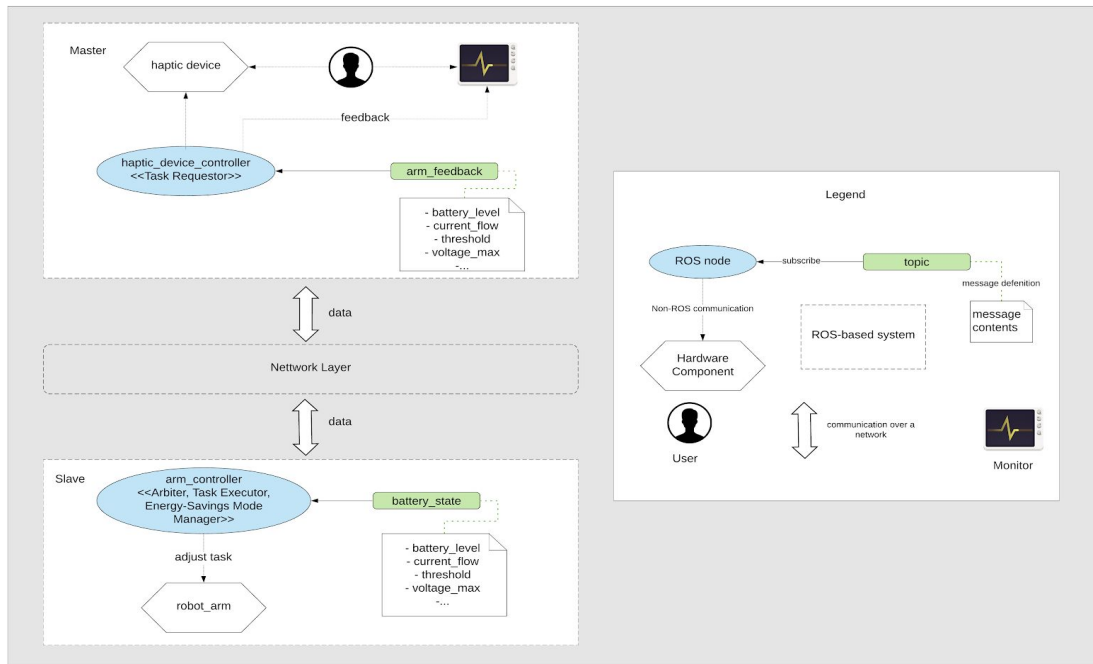 Master
haptic device
feedback
haptic_device_controller
<<Task Requestor>>
arm_feedback
- battery_level
- current_flow
- threshold
- voltage_max
-...
data
Nettwork Layer
data
Slave
arm_controller
<<Arbiter, Task Executor,
Energy-Savings Mode
Manager>>
battery_state
adjust task
- battery_level
- current_flow
- threshold
- voltage_max
-...
robot_arm
Legend
ROS node
subscribe
topic
message defenition
Non-ROS communication
message
contents
ROS-based system
Hardware
Component
communication over a
network
User
Monitor